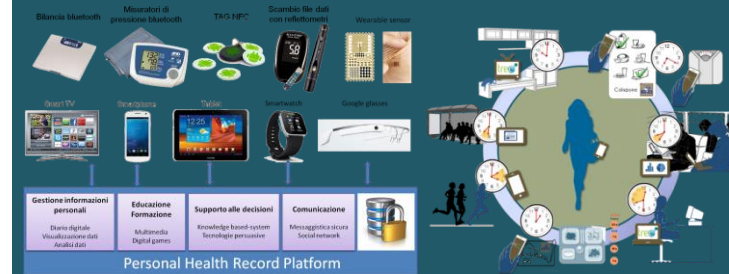 Bilancia bluetooth
Misuratori di
pressione bluetooth
TAG NFC
Scambio file dati
con reflettometri
Wearable sensor
Smart TV
Smartphone
Tablet
Smartwatch
Google glasses
Gestione informazioni
personali
Diario digitale
Visualizzazione dati
Analisi dati
Educazione
Formazione
Multimedia
Digital games
Supporto alle decisioni
Knowledge based-system
Tecnologie persuasive
Comunicazione
Messaggistica sicura
Social network
Personal Health Record Platform
Colazione